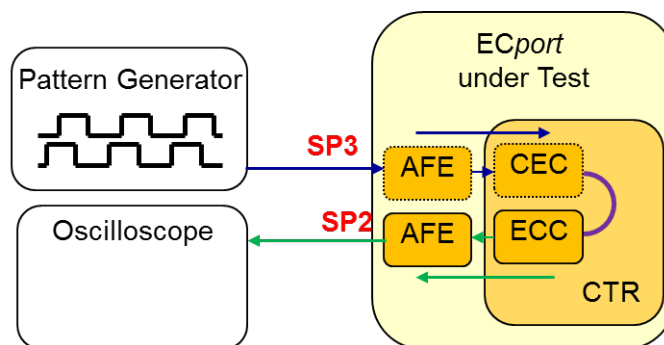 ECport
under Test
Pattern Generator
SP3
AFE
CEC
Oscilloscope
SP2
AFE
ECC
CTR